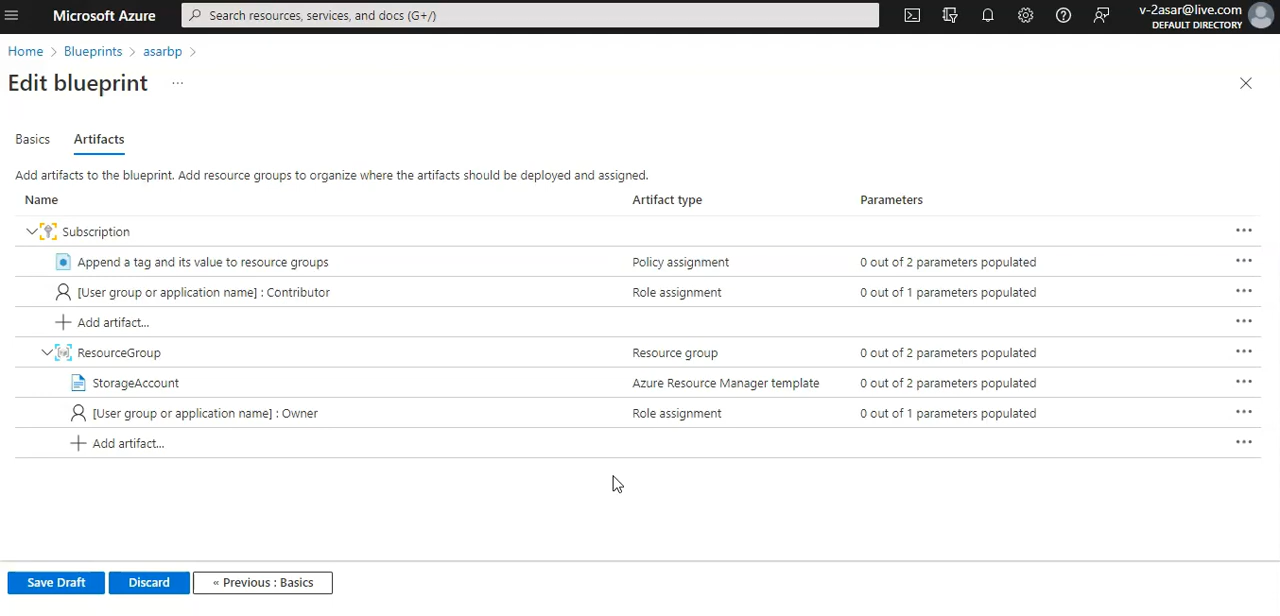 Microsoft Azure
Search resources, services, and docs (G+/)
v-2asar@live.com
DEFAULT DIRECTORY
Home > Blueprints > asarbp >
Edit blueprint ...
Basics Artifacts
Add artifacts to the blueprint. Add resource groups to organize where the artifacts should be deployed and assigned.
Name Artifact type Parameters
Subscription
Append a tag and its value to resource groups Policy assignment 0 out of 2 parameters populated
[User group or application name] : Contributor Role assignment 0 out of 1 parameters populated
Add artifact...
ResourceGroup Resource group 0 out of 2 parameters populated
StorageAccount Azure Resource Manager template 0 out of 2 parameters populated
[User group or application name] : Owner Role assignment 0 out of 1 parameters populated
Add artifact...
Save Draft Discard « Previous : Basics